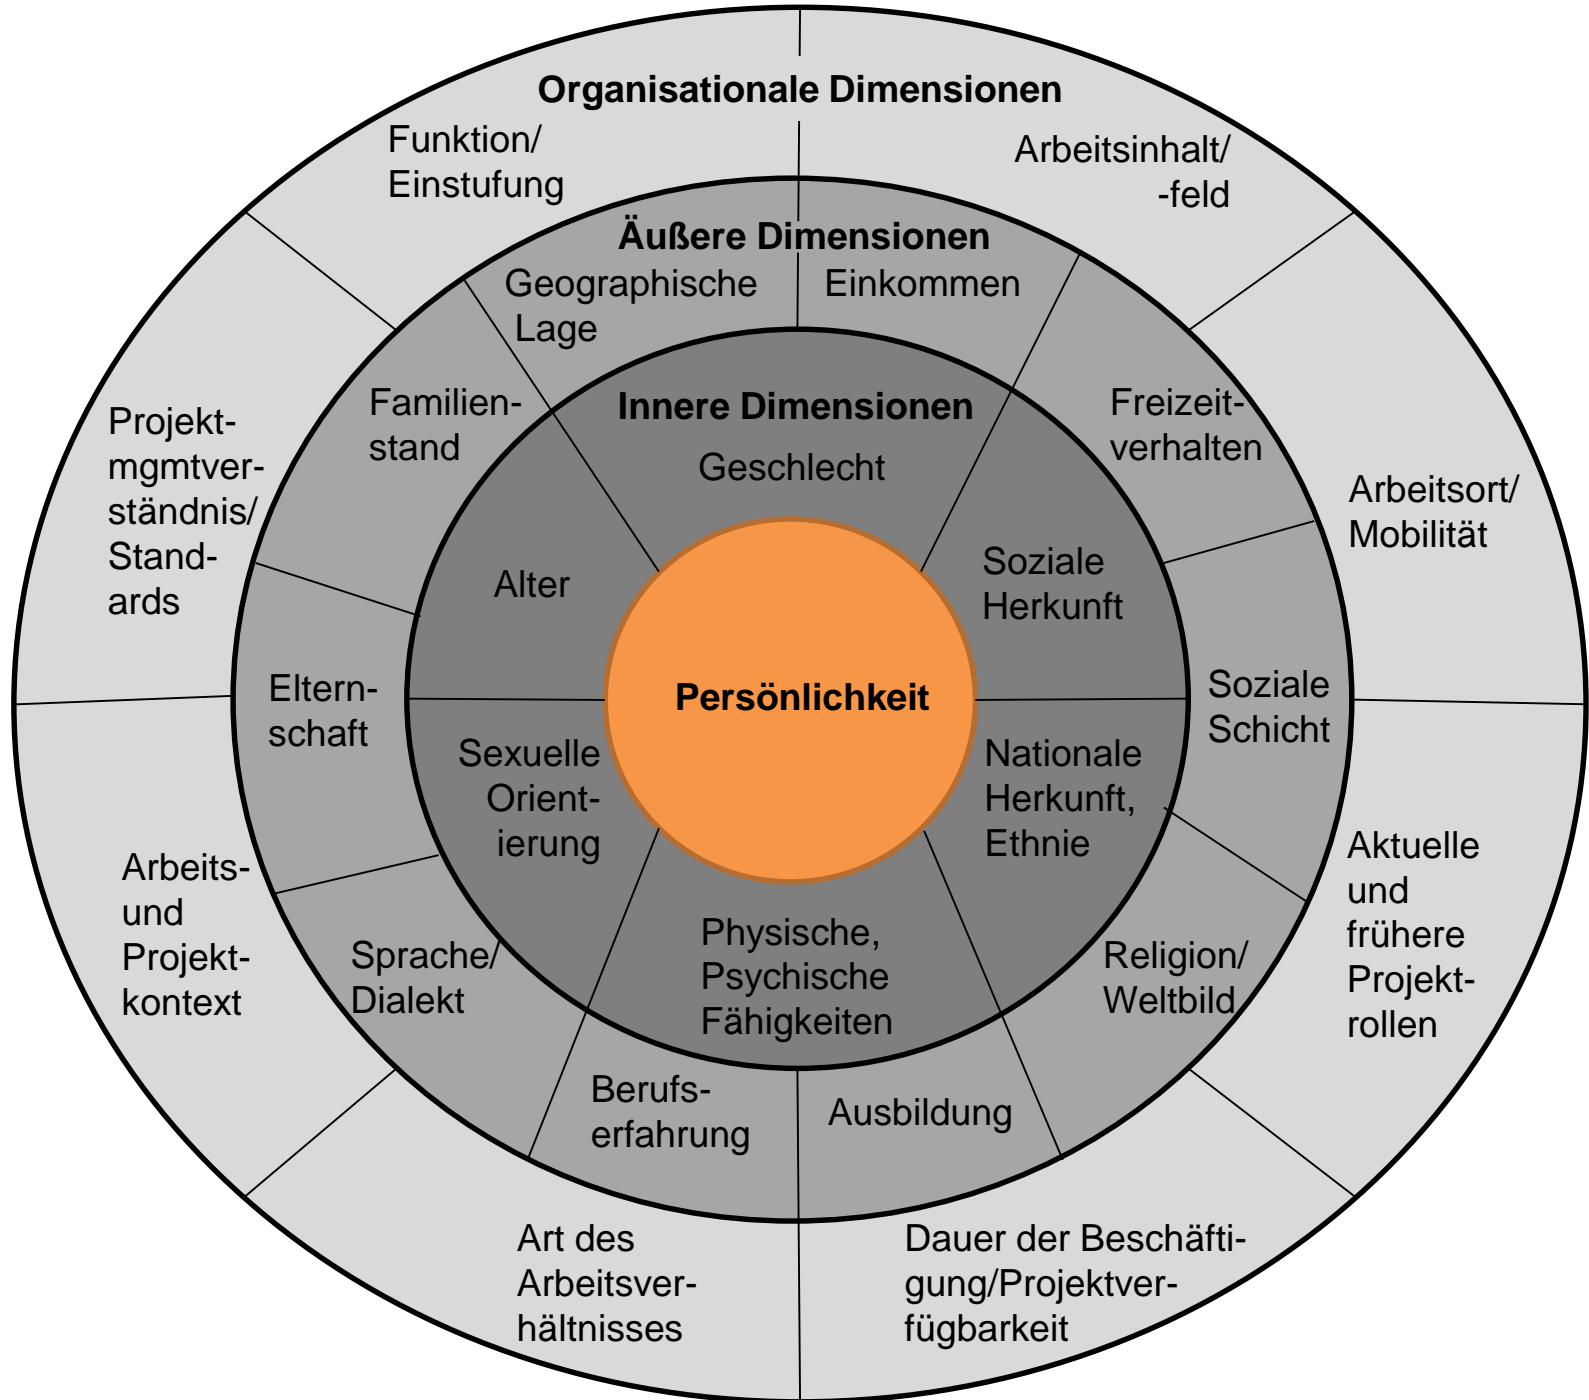 Organisationale Dimensionen
Funktion/
Einstufung
Arbeitsinhalt/
-feld
Arbeitsort/
Mobilität
Aktuelle
und
frühere
Projekt-
rollen
Dauer der Beschäfti-
gung/Projektver-
fügbarkeit
Art des
Arbeitsver-
hältnisses
Arbeits-
und
Projekt-
kontext
Projekt-
mgmtver-
ständnis/
Stand-
ards
Äußere Dimensionen
Geographische
Lage
Einkommen
Freizeit-
verhalten
Soziale
Schicht
Religion/
Weltbild
Ausbildung
Berufs-
erfahrung
Sprache/
Dialekt
Eltern-
schaft
Familien-
stand
Innere Dimensionen
Geschlecht
Soziale
Herkunft
Nationale
Herkunft,
Ethnie
Physische,
Psychische
Fähigkeiten
Sexuelle
Orient-
ierung
Alter
Persönlichkeit